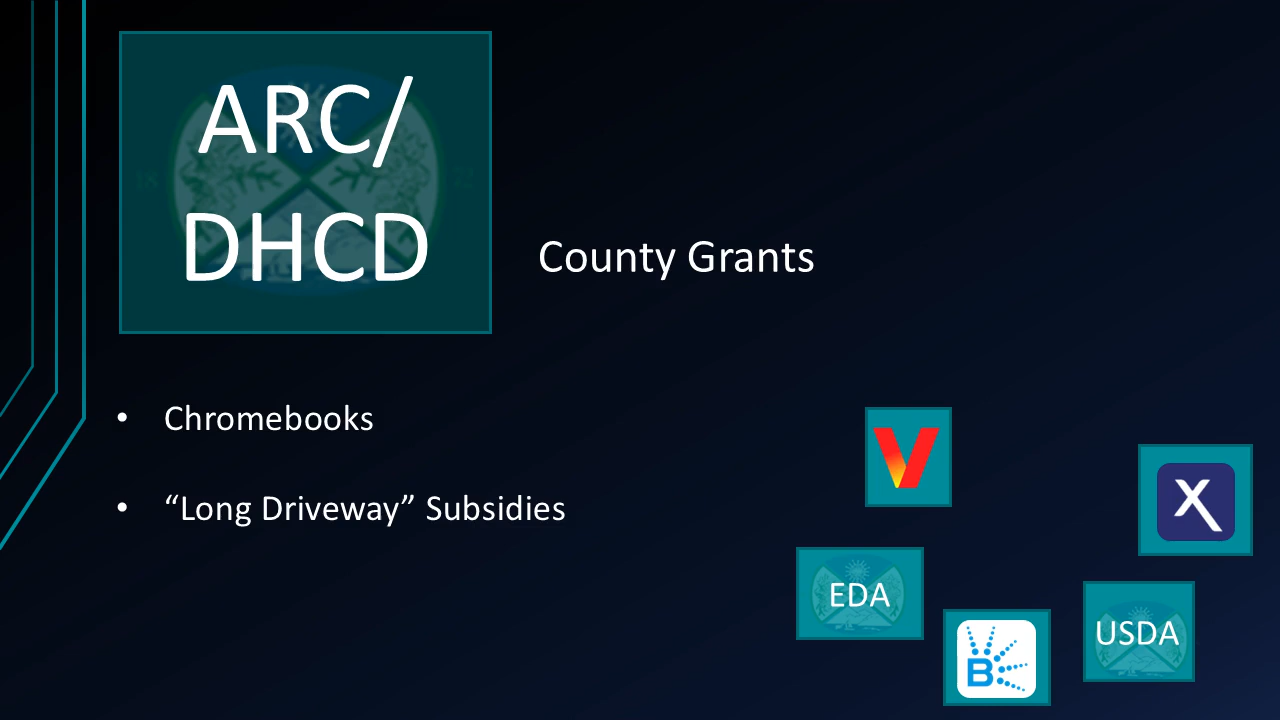 ARC/
DHCD
County Grants
• Chromebooks
• “Long Driveway” Subsidies
V
X
EDA
B
USDA